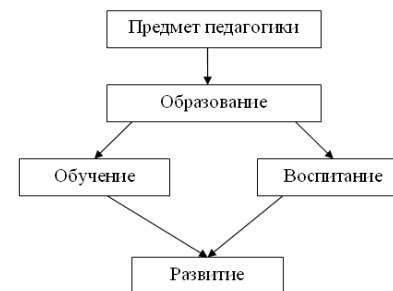 Предмет педагогики
Образование
Обучение
Воспитание
Развитие